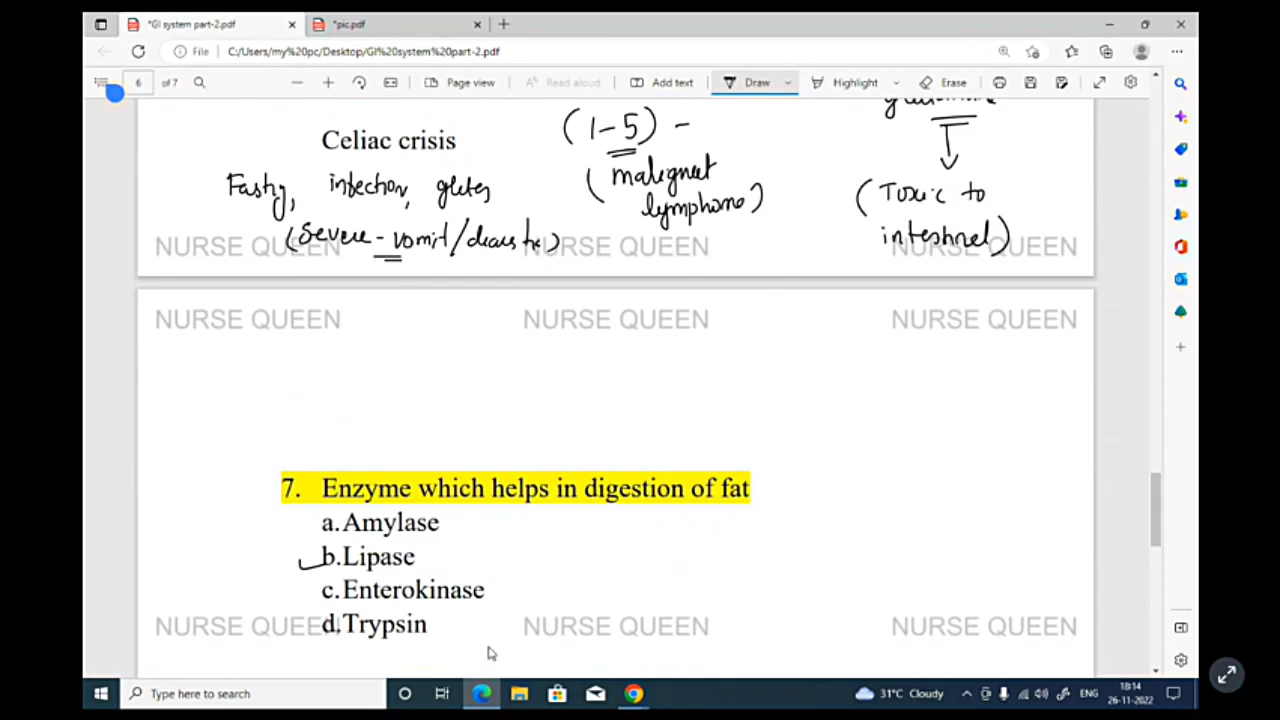 *GI system part-2.pdf
*pic.pdf
File
C:/Users/my%20pc/Desktop/GI%20system%20part-2.pdf
6 of 7
Page view
Read aloud
Add text
Draw
Highlight
Erase
Celiac crisis
(1-5) -
(malignant
lymphoma)
(Toxic to
intestinal)
infection,
(Severe - vomit/
NURSE QUEEN NURSE QUEEN NURSE QUEEN
NURSE QUEEN NURSE QUEEN NURSE QUEEN
7. Enzyme which helps in digestion of fat
a.Amylase
b.Lipase
c.Enterokinase
d.Trypsin
NURSE QUEEN NURSE QUEEN NURSE QUEEN
Type here to search
31°C Cloudy
ENG
18:14
26-11-2022